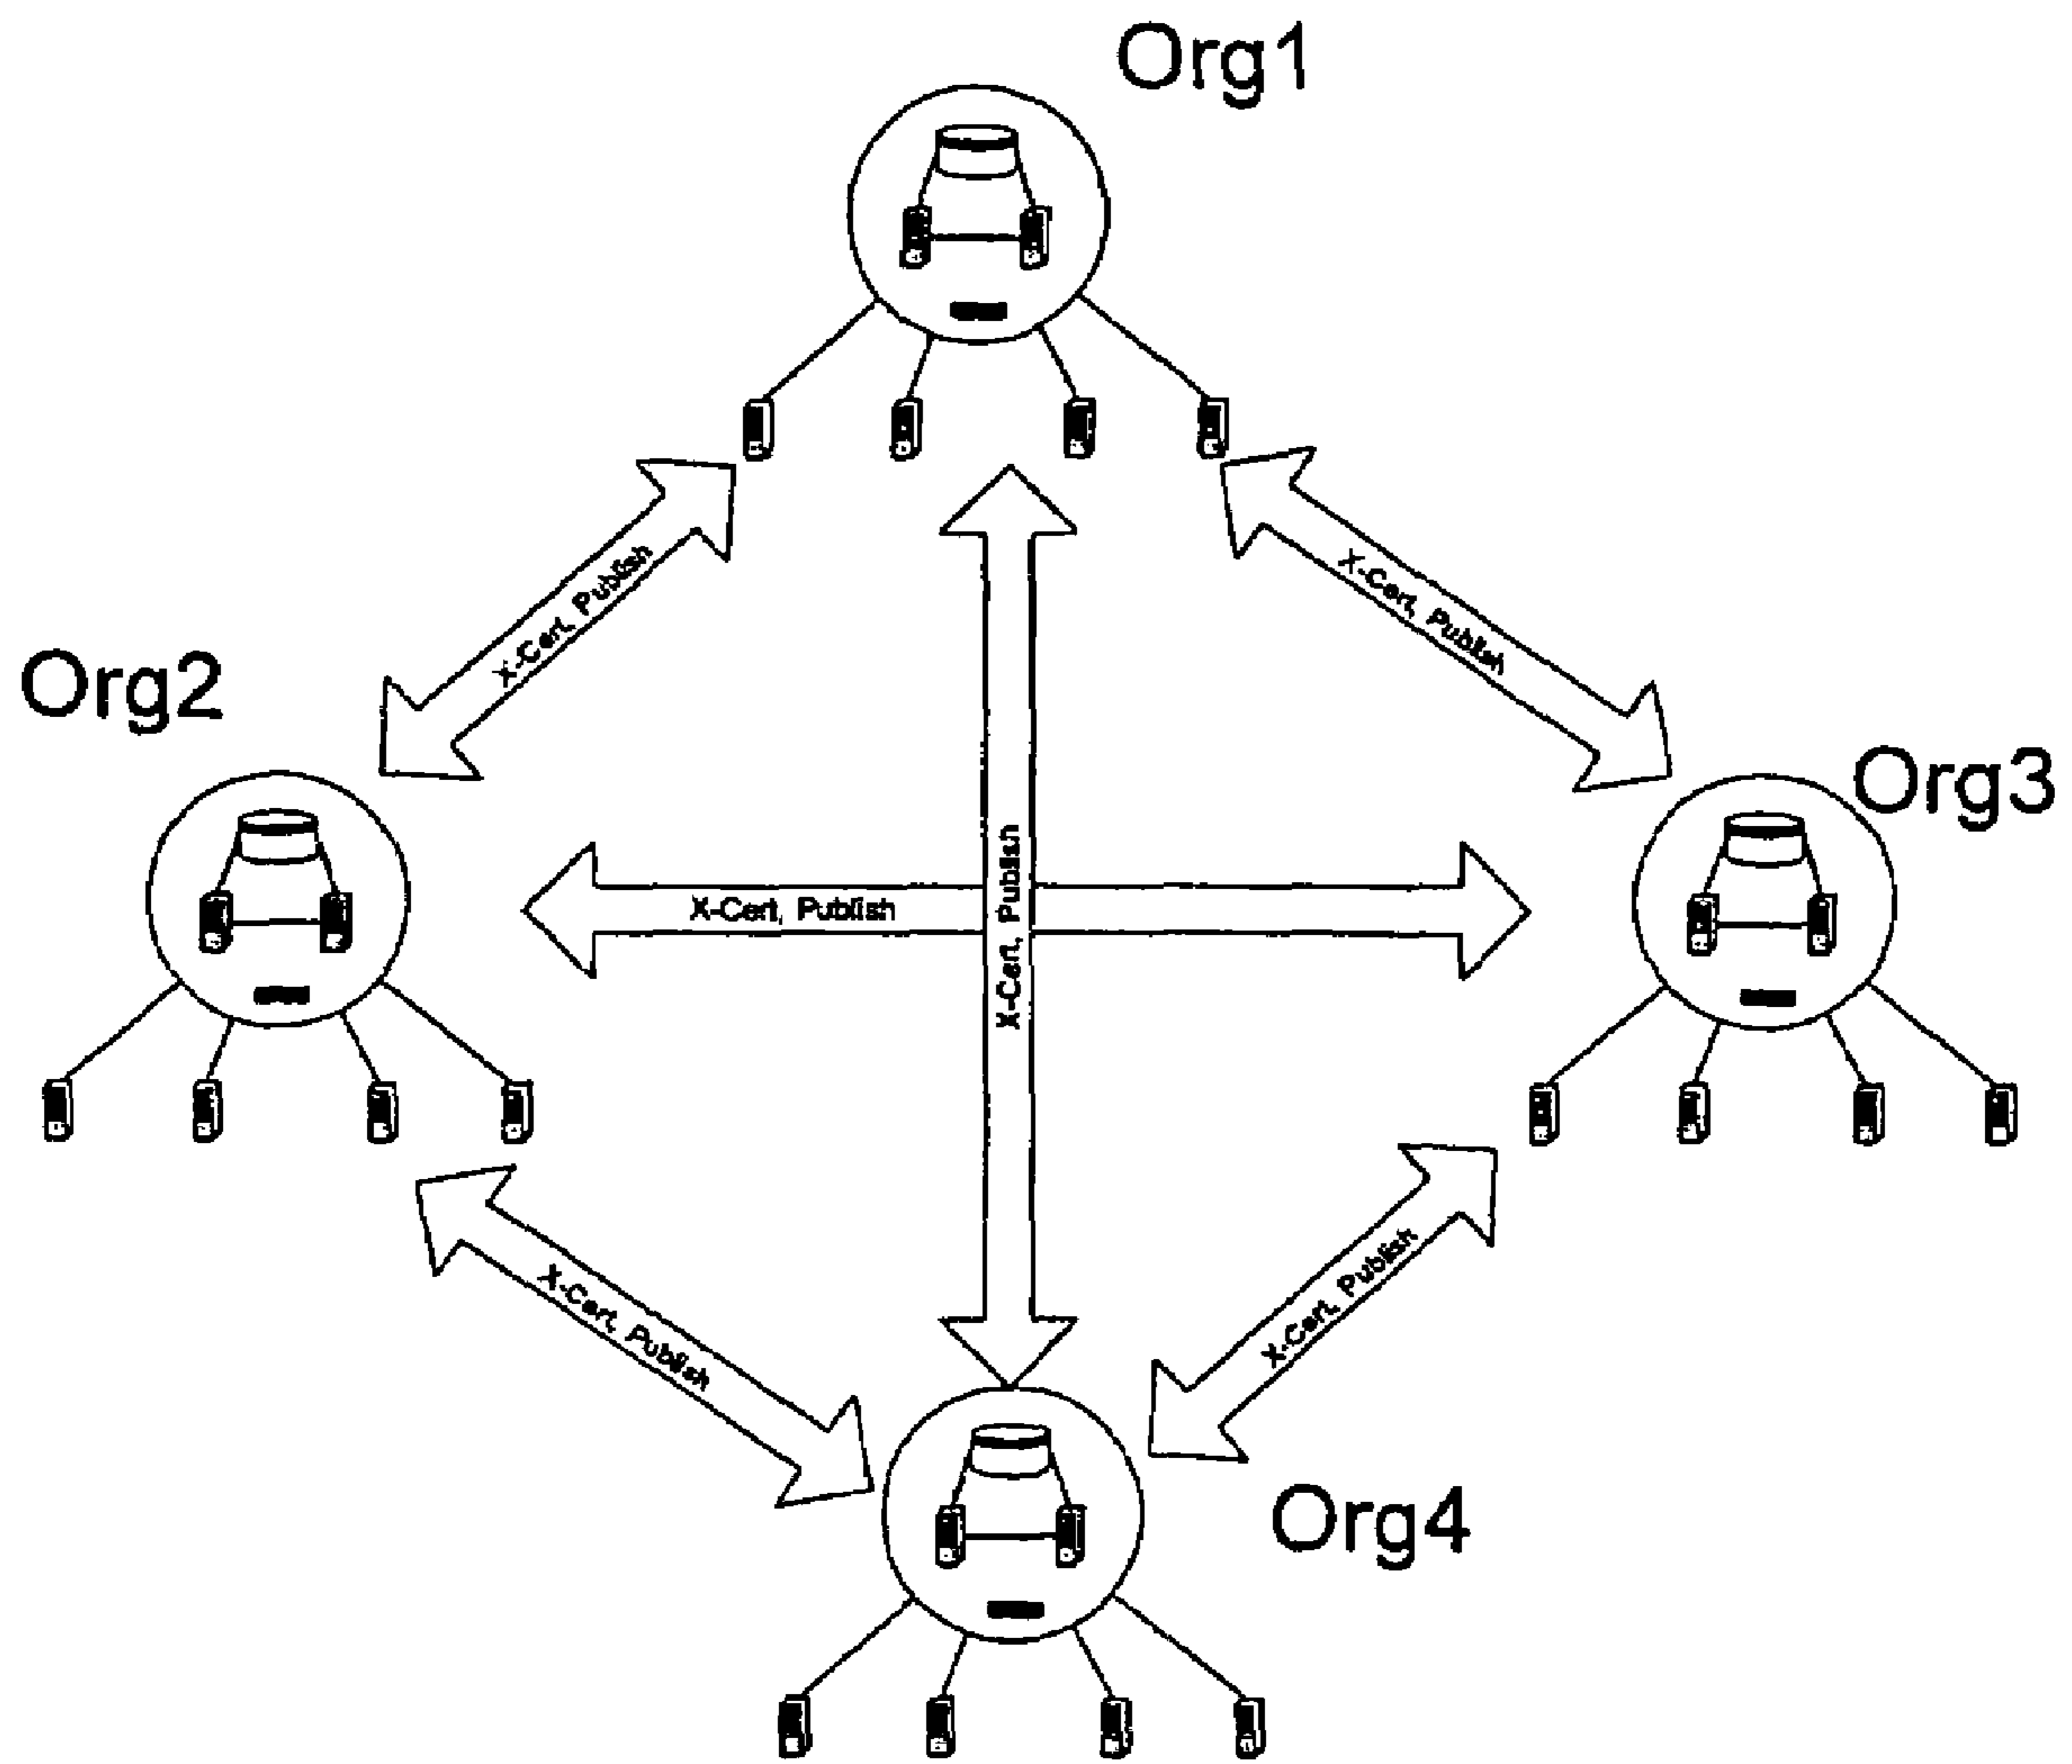 Org1
X-Cert, Publish
X-Cert, Publish
Org2
Org3
X-Cert, Publish
X-Cert, Publish
X-Cert, Publish
X-Cert, Publish
Org4